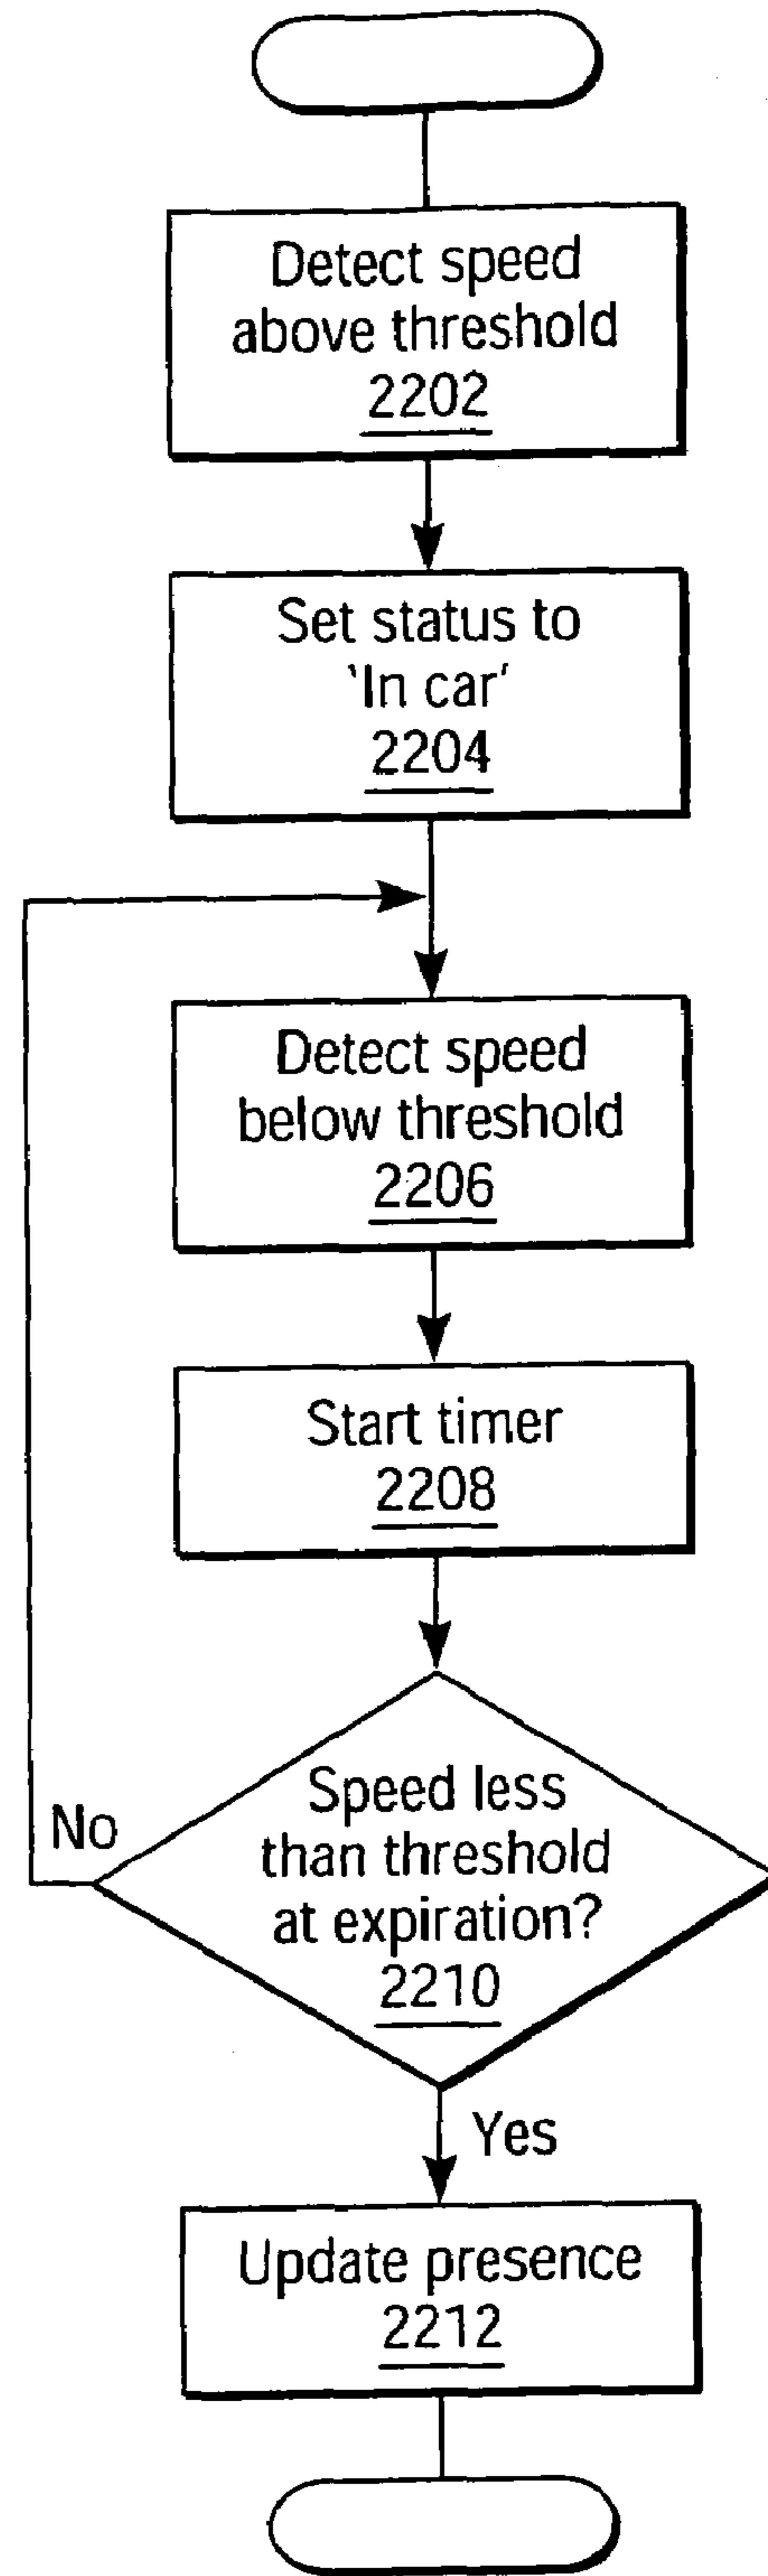 Detect speed
above threshold
2202
Set status to
'In car'
2204
Detect speed
below threshold
2206
Start timer
2208
Speed less
than threshold
at expiration?
2210
No
Yes
Update presence
2212